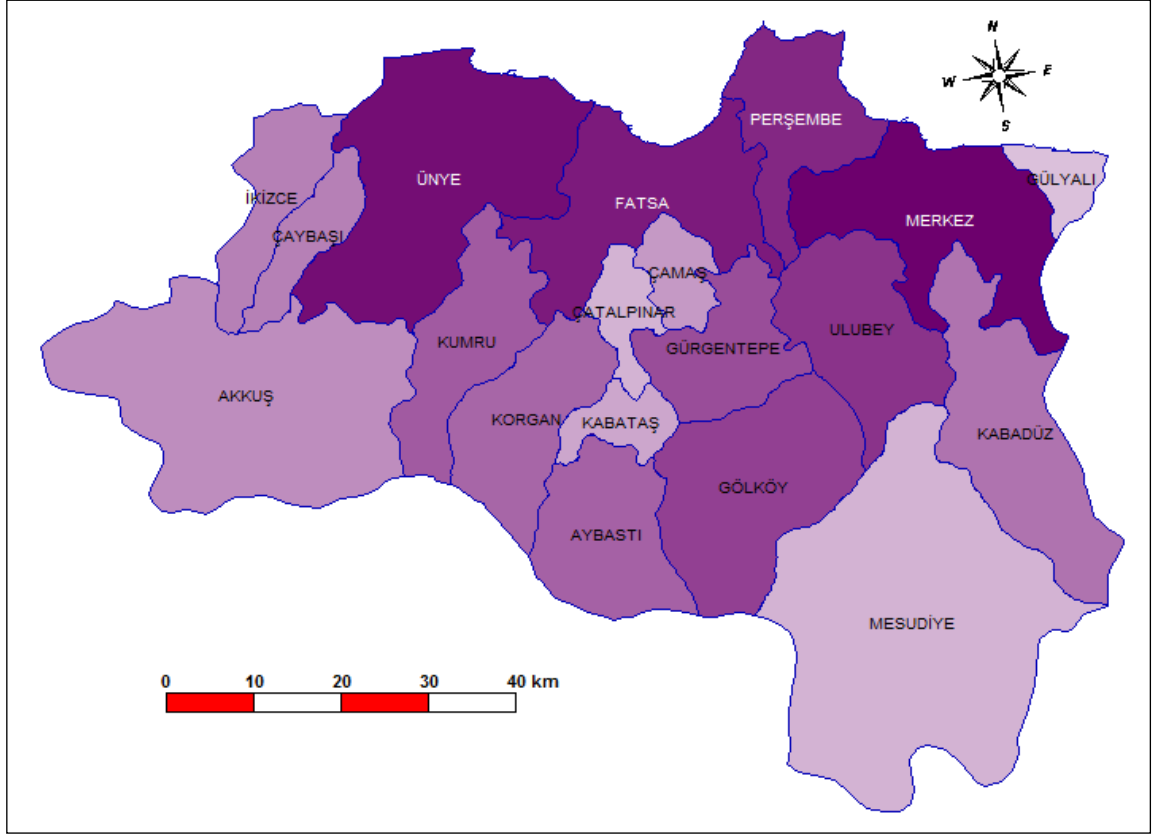 N
W E
S
PERŞEMBE
ÜNYE
GÜLYALI
İKİZCE
FATSA
MERKEZ
ÇAYBAŞI
ÇAMAŞ
ÇATALPINAR
ULUBEY
KUMRU
GÜRGENTEPE
AKKUŞ
KORGAN
KABATAŞ
KABADÜZ
GÖLKÖY
AYBASTI
MESUDİYE
0 10 20 30 40 km